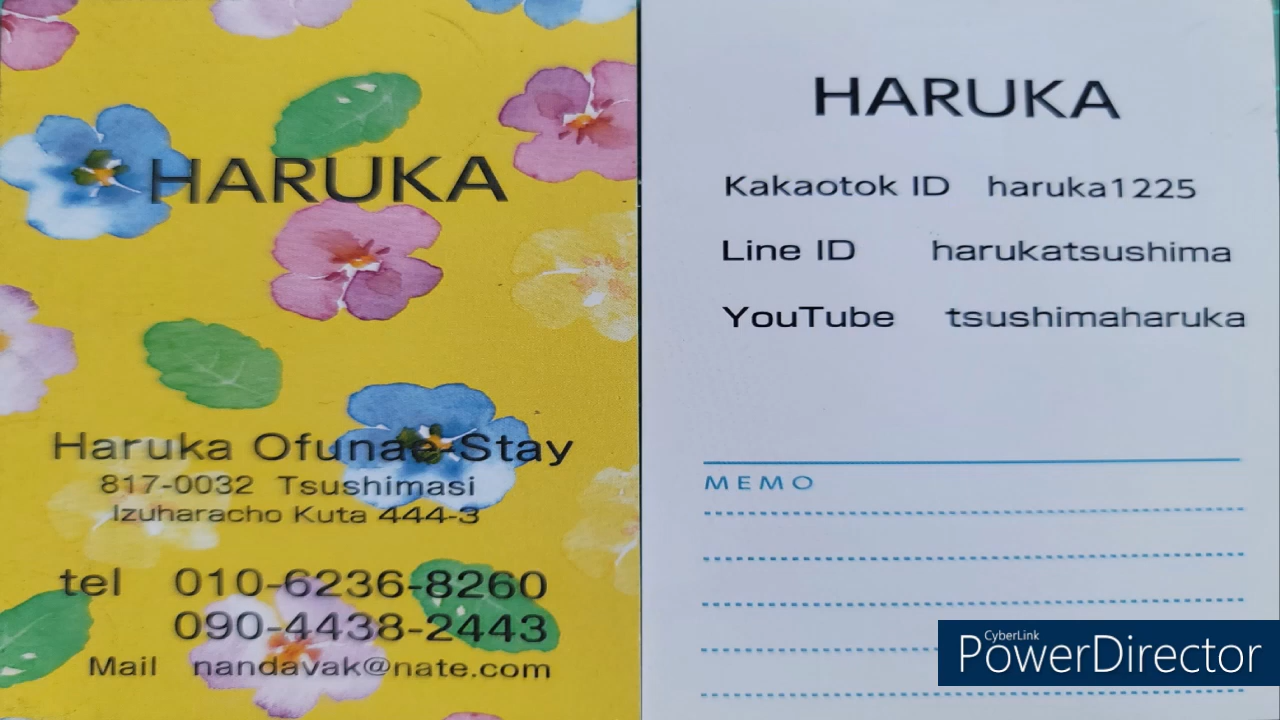 HARUKA
Haruka Ofunae-Stay
817-0032 Tsushimasi
Izuharacho Kuta 444-3
tel 010-6236-8260
090-4438-2443
Mail nandavak@nate.com
HARUKA
Kakaotok ID haruka1225
Line ID harukatsushima
YouTube tsushimaharuka
MEMO
CyberLink
PowerDirector